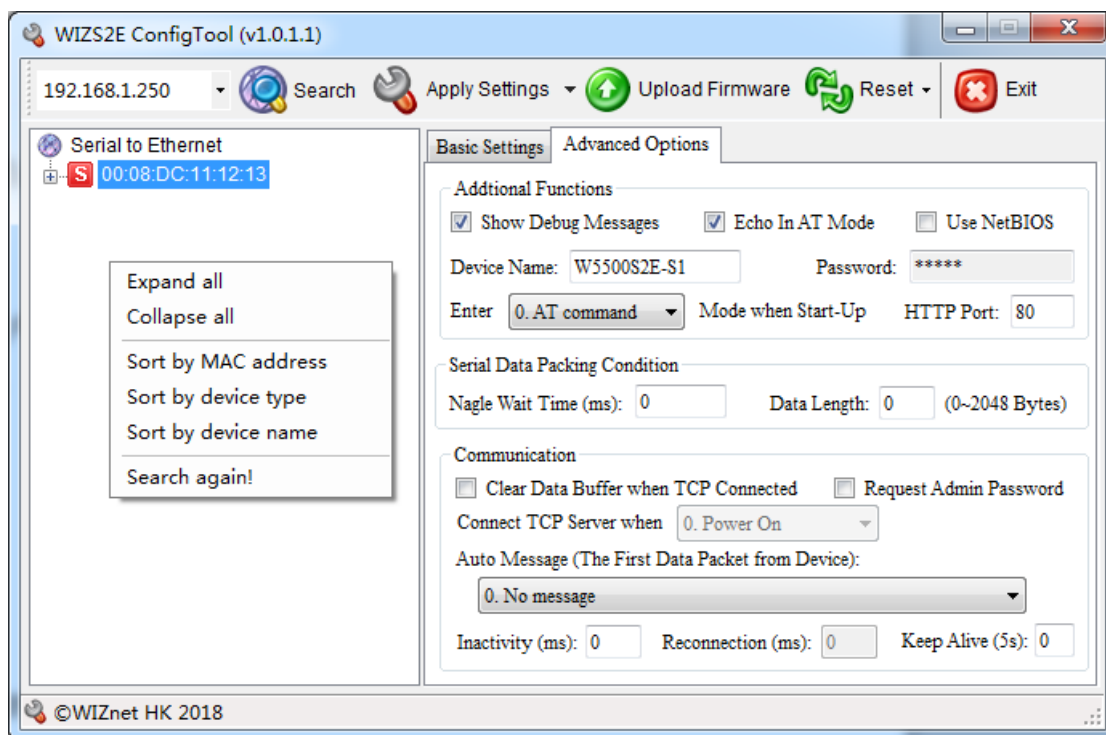 WIZS2E ConfigTool (v1.0.1.1)
192.168.1.250 Search Apply Settings Upload Firmware Reset Exit
Serial to Ethernet
S 00:08:DC:11:12:13
Expand all
Collapse all
Sort by MAC address
Sort by device type
Sort by device name
Search again!
Basic Settings Advanced Options
Addtional Functions
Show Debug Messages Echo In AT Mode Use NetBIOS
Device Name: W5500S2E-S1 Password: *****
Enter 0. AT command Mode when Start-Up HTTP Port: 80
Serial Data Packing Condition
Nagle Wait Time (ms): 0 Data Length: 0 (0~2048 Bytes)
Communication
Clear Data Buffer when TCP Connected Request Admin Password
Connect TCP Server when 0. Power On
Auto Message (The First Data Packet from Device):
0. No message
Inactivity (ms): 0 Reconnection (ms): 0 Keep Alive (5s): 0
©WIZnet HK 2018